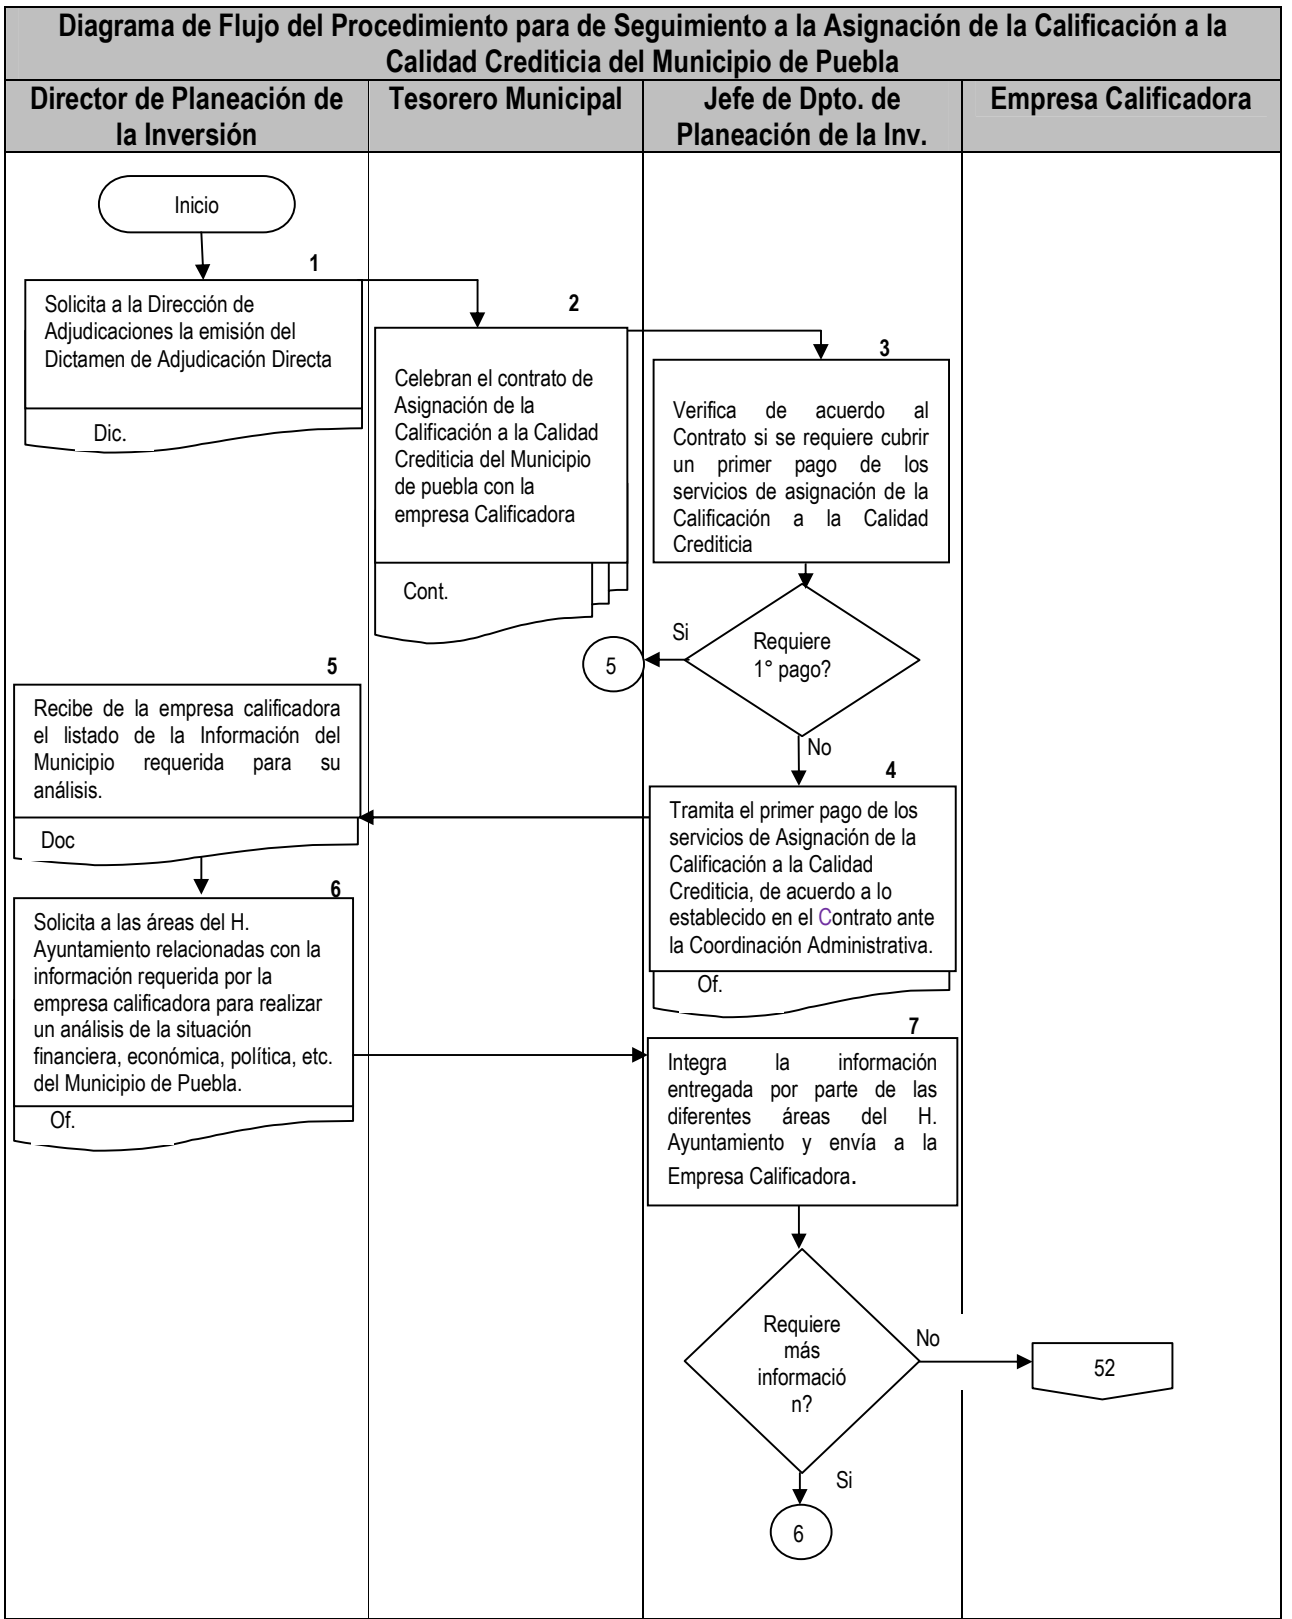 Diagrama de Flujo del Procedimiento para de Seguimiento a la Asignación de la Calificación a la
Calidad Crediticia del Municipio de Puebla
Director de Planeación de
la Inversión
Tesorero Municipal
Jefe de Dpto. de
Planeación de la Inv.
Empresa Calificadora
Inicio
1
Solicita a la Dirección de
Adjudicaciones la emisión del
Dictamen de Adjudicación Directa
Dic.
2
Celebran el contrato de
Asignación de la
Calificación a la Calidad
Crediticia del Municipio
de puebla con la
empresa Calificadora
Cont.
3
Verifica de acuerdo al
Contrato si se requiere cubrir
un primer pago de los
servicios de asignación de la
Calificación a la Calidad
Crediticia
Requiere
1° pago?
Si
5
No
4
Tramita el primer pago de los
servicios de Asignación de la
Calificación a la Calidad
Crediticia, de acuerdo a lo
establecido en el Contrato ante
la Coordinación Administrativa.
Of.
5
Recibe de la empresa calificadora
el listado de la Información del
Municipio requerida para su
análisis.
Doc
6
Solicita a las áreas del H.
Ayuntamiento relacionadas con la
información requerida por la
empresa calificadora para realizar
un análisis de la situación
financiera, económica, política, etc.
del Municipio de Puebla.
Of.
7
Integra la información
entregada por parte de las
diferentes áreas del H.
Ayuntamiento y envía a la
Empresa Calificadora.
Requiere
más
informació
n?
No
52
Si
6